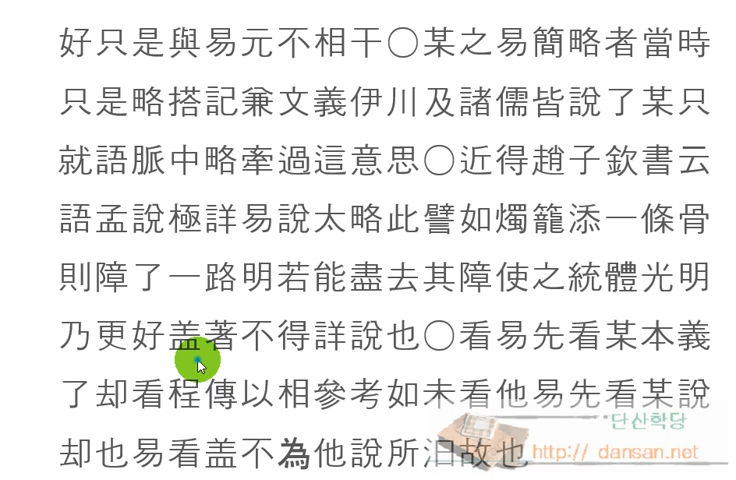 好只是與易元不相干〇某之易簡略者當時
只是略搭記兼文義伊川及諸儒皆說了某只
就語脈中略牽過這意思〇近得趙子欽書云
語孟說極詳易說太略此譬如燭籠添一條骨
則障了一路明若能盡去其障使之統體光明
乃更好盖著不得詳說也〇看易先看某本義
了却看程傳以相參考如未看他易先看某說
却也易看盖不為他說所汩故也
단산학당
http:// dansan.net